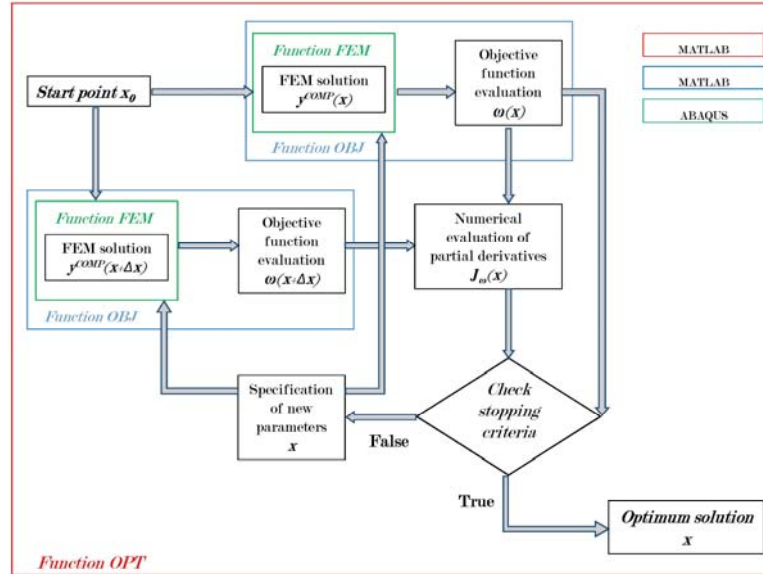 Function FEM
FEM solution
y^COMP(x)
Objective
function
evaluation
ω(x)
Function OBJ
MATLAB
MATLAB
ABAQUS
Start point x₀
Function FEM
FEM solution
y^COMP(x+Δx)
Objective
function
evaluation
ω(x+Δx)
Function OBJ
Numerical
evaluation of
partial derivatives
J_ω(x)
Specification
of new
parameters
x
False
Check
stopping
criteria
True
Optimum solution
x
Function OPT